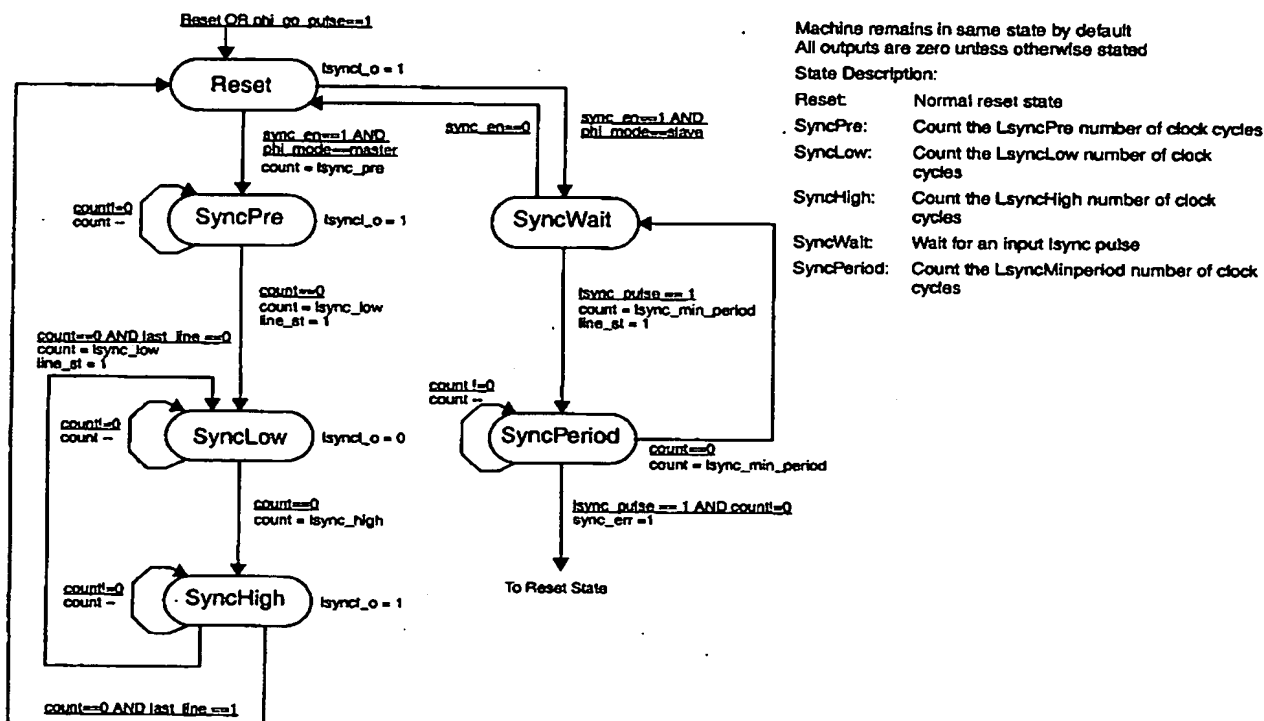 Reset OR phi_go_pulse==1
Reset
lsyncl_o = 1
sync_en==1 AND
phi_mode==master
count = lsync_pre
sync_en==0
sync_en==1 AND
phi_mode==slave
count!=0
count --
SyncPre
lsyncl_o = 1
SyncWait
count==0
count = lsync_low
line_st = 1
lsync_pulse == 1
count = lsync_min_period
line_st = 1
count==0 AND last_line ==0
count = lsync_low
line_st = 1
count!=0
count --
SyncLow
lsyncl_o = 0
count !=0
count --
SyncPeriod
count==0
count = lsync_min_period
count==0
count = lsync_high
lsync_pulse == 1 AND count!=0
sync_err =1
To Reset State
count!=0
count --
SyncHigh
lsyncl_o = 1
count==0 AND last_line ==1
Machine remains in same state by default
All outputs are zero unless otherwise stated
State Description:
Reset: Normal reset state
SyncPre: Count the LsyncPre number of clock cycles
SyncLow: Count the LsyncLow number of clock
cycles
SyncHigh: Count the LsyncHigh number of clock
cycles
SyncWait: Wait for an input lsync pulse
SyncPeriod: Count the LsyncMinperiod number of clock
cycles